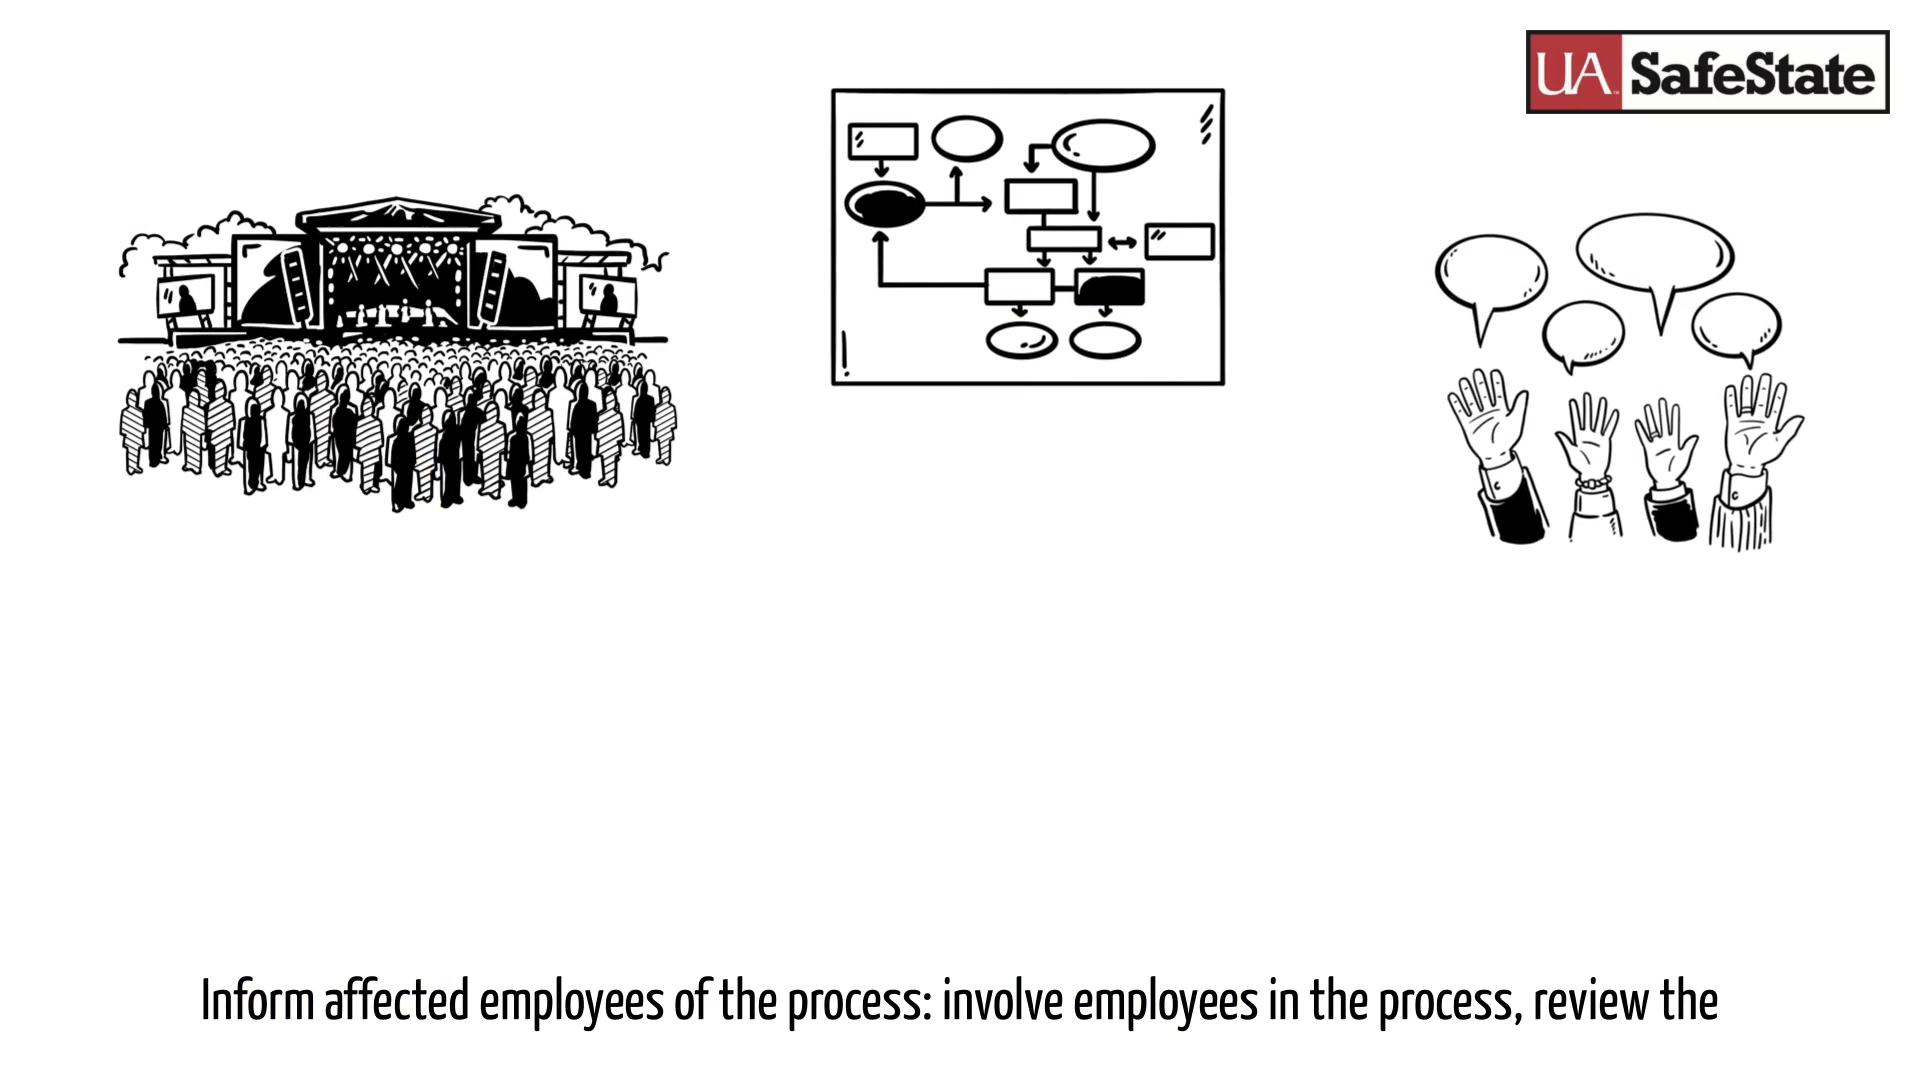 UA SafeState
Inform affected employees of the process: involve employees in the process, review the